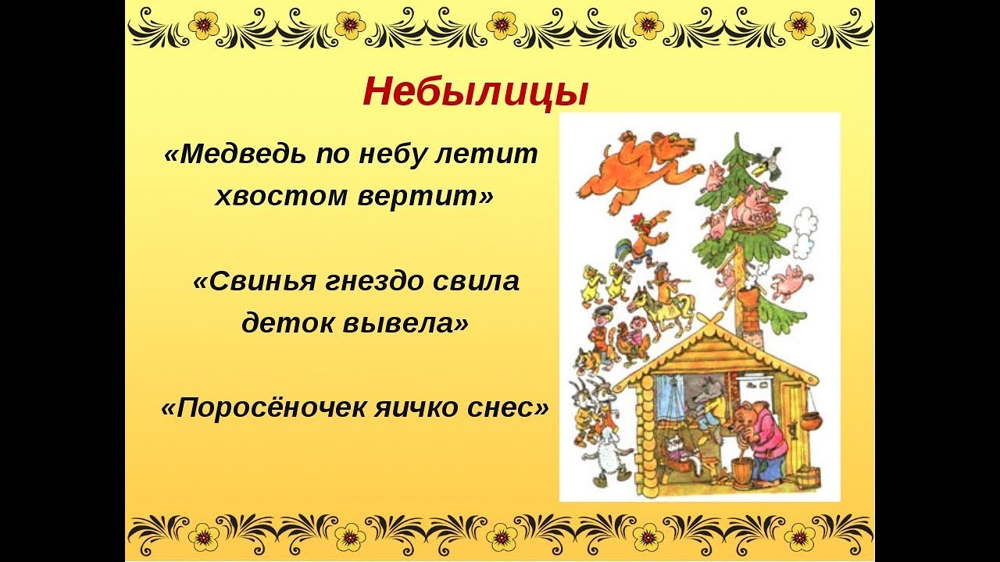 Небылицы
«Медведь по небу летит
хвостом вертит»
«Свинья гнездо свила
деток вывела»
«Поросёночек яичко снес»